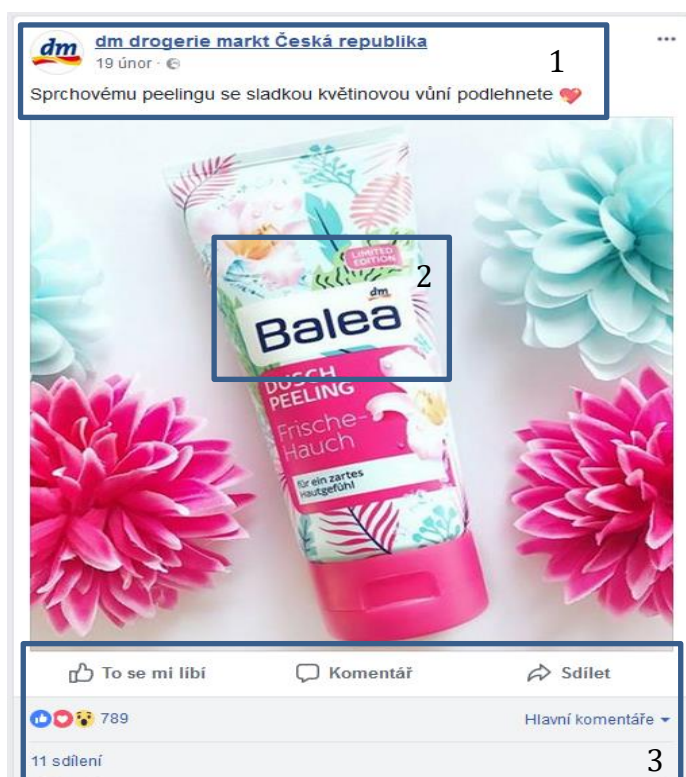 dm drogerie markt Česká republika
dm
19 únor ·
1
Sprchovému peelingu se sladkou květinovou vůní podlehnete
LIMITED
EDITION
2
dm
Balea
DUSCH
PEELING
Frische-
Hauch
für ein zartes
Hautgefühl
To se mi líbí
Komentář
Sdílet
789
Hlavní komentáře
11 sdílení
3